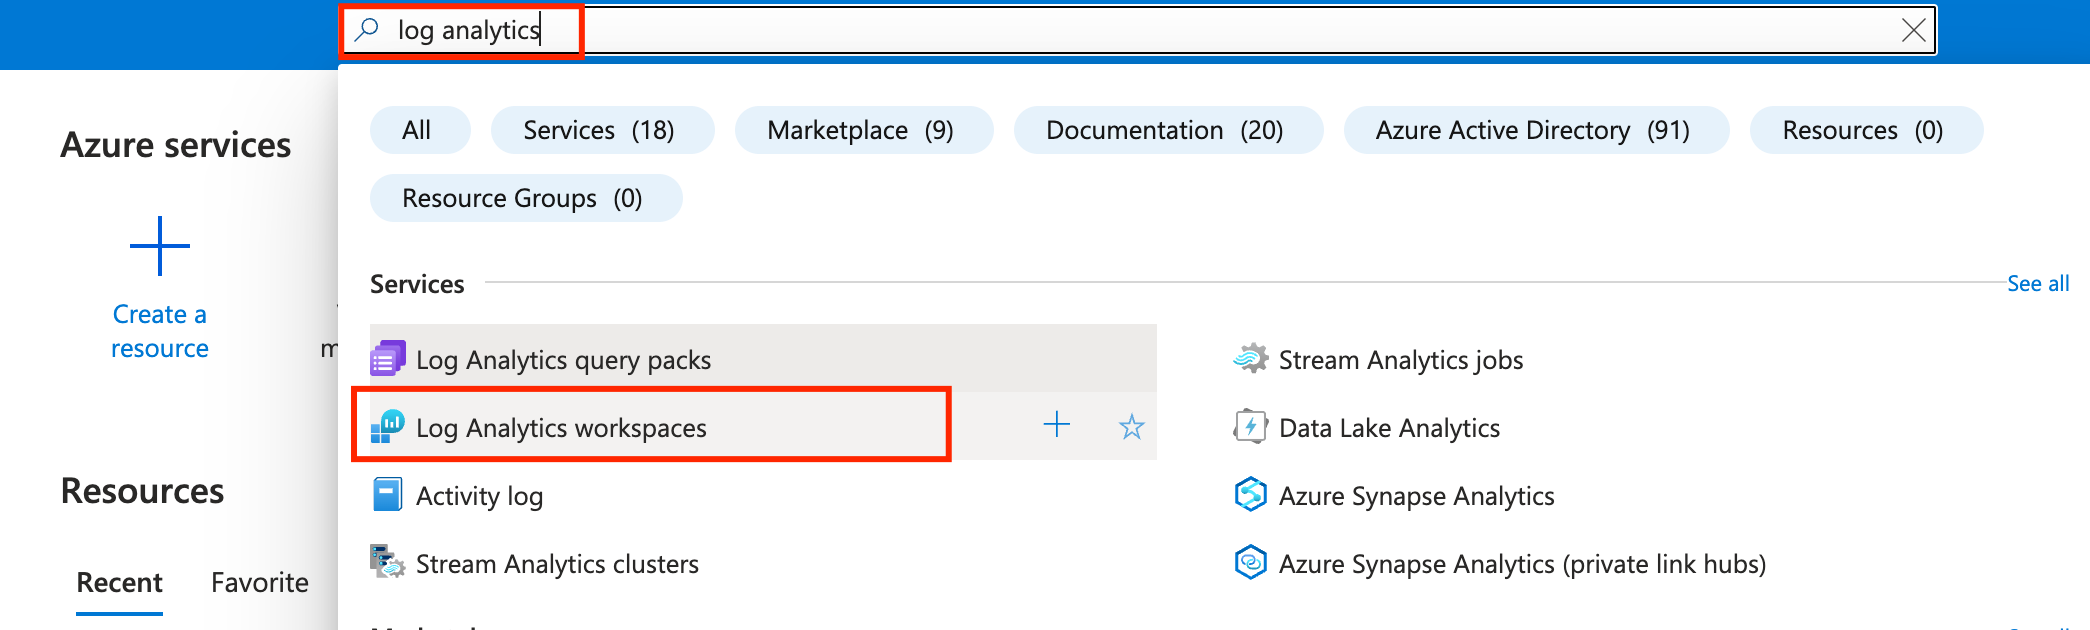 log analytics
All Services (18) Marketplace (9) Documentation (20) Azure Active Directory (91) Resources (0)
Resource Groups (0)
Azure services
Create a
resource
Resources
Recent Favorite
Services See all
Log Analytics query packs
Log Analytics workspaces
Activity log
Stream Analytics clusters
Stream Analytics jobs
Data Lake Analytics
Azure Synapse Analytics
Azure Synapse Analytics (private link hubs)